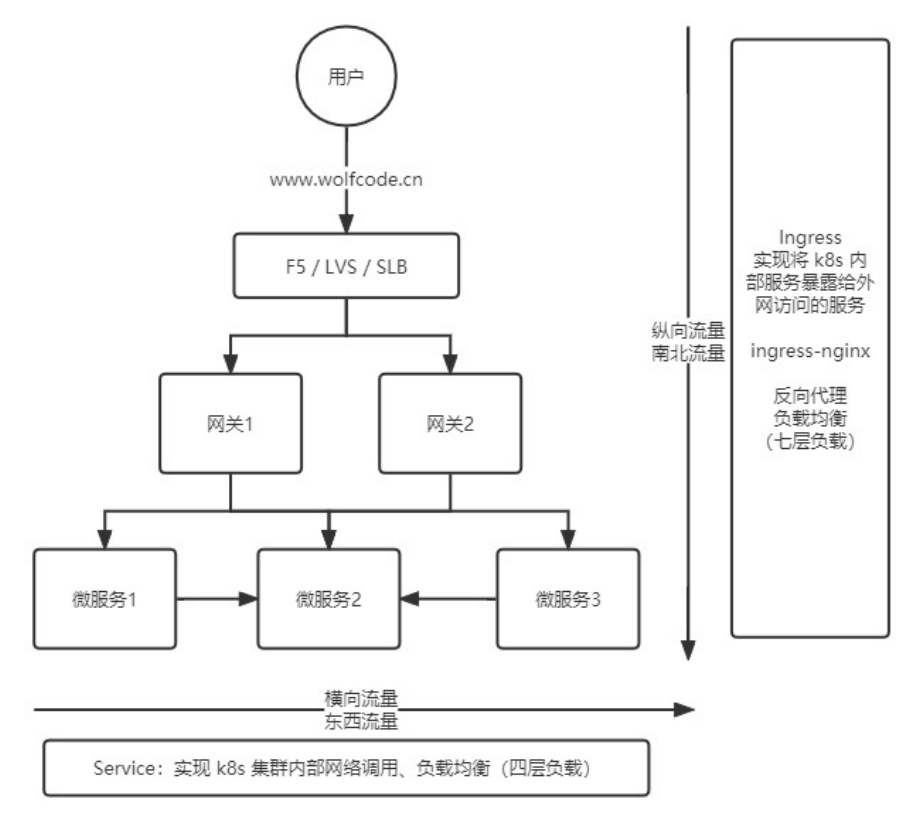 用户
www.wolfcode.cn
F5 / LVS / SLB
网关1
网关2
微服务1
微服务2
微服务3
纵向流量
南北流量
Ingress
实现将 k8s 内
部服务暴露给外
网访问的服务
ingress-nginx
反向代理
负载均衡
（七层负载）
横向流量
东西流量
Service：实现 k8s 集群内部网络调用、负载均衡（四层负载）